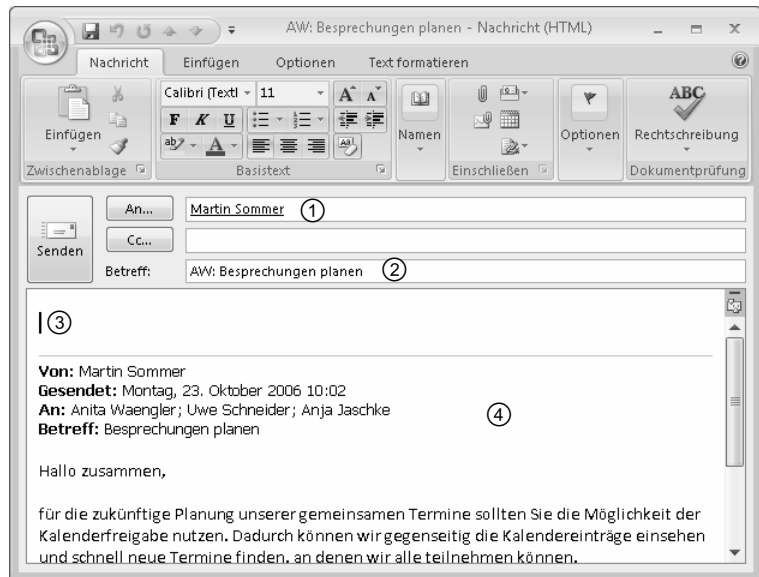 AW: Besprechungen planen - Nachricht (HTML)
Nachricht Einfügen Optionen Text formatieren
Calibri (Textl 11 A A ABC
Einfügen F K U Namen Optionen Rechtschreibung
ab A Aa
Zwischenablage Basistext Einschließen Dokumentprüfung
An... Martin Sommer ①
Senden Cc...
Betreff: AW: Besprechungen planen ②
③
Von: Martin Sommer
Gesendet: Montag, 23. Oktober 2006 10:02
An: Anita Waengler; Uwe Schneider; Anja Jaschke ④
Betreff: Besprechungen planen
Hallo zusammen,
für die zukünftige Planung unserer gemeinsamen Termine sollten Sie die Möglichkeit der
Kalenderfreigabe nutzen. Dadurch können wir gegenseitig die Kalendereinträge einsehen
und schnell neue Termine finden, an denen wir alle teilnehmen können.